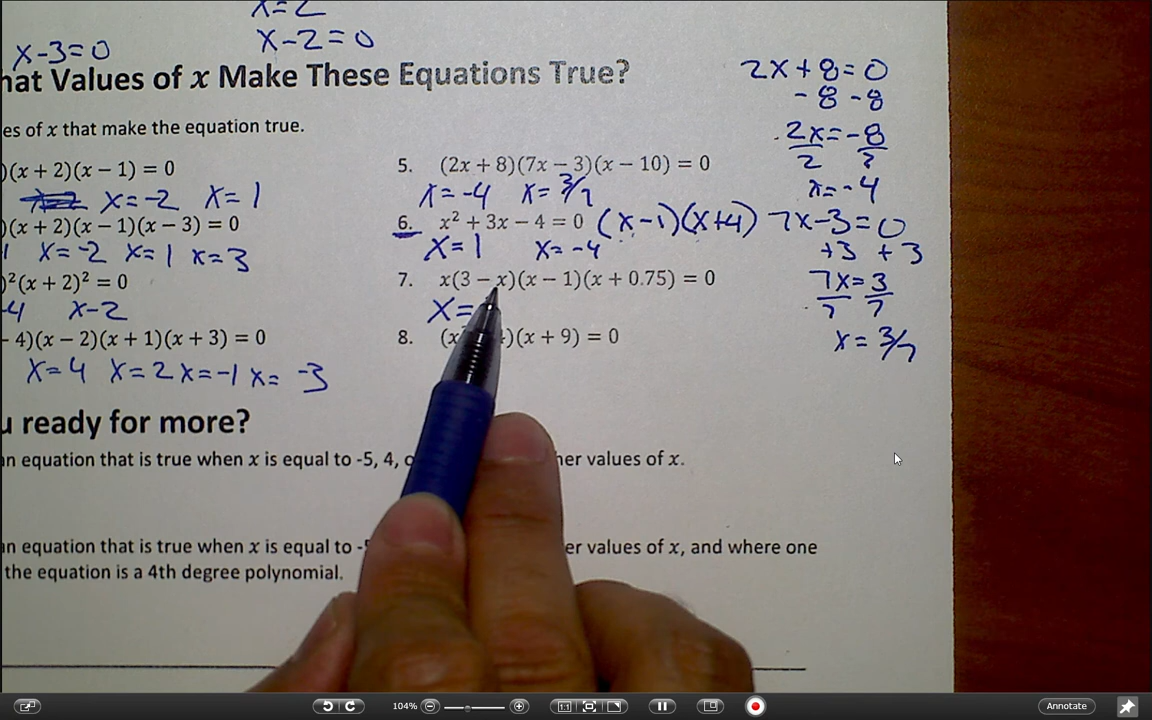 x=2
x-3=0
x-2=0
hat Values of x Make These Equations True?
2x+8=0
-8 -8
es of x that make the equation true.
2x=-8
2 2
x=-4
)(x + 2)(x − 1) = 0
x=-2 x=1
5. (2x + 8)(7x − 3)(x − 10) = 0
x=-4 x=3/7
)(x + 2)(x − 1)(x − 3) = 0
1 x=-2 x=1 x=3
6. x² + 3x − 4 = 0 (x-1)(x+4)
x=1 x=-4
7x-3=0
+3 +3
7x=3
7 7
x=3/7
)²(x + 2)² = 0
-4 x-2
7. x(3 − x)(x − 1)(x + 0.75) = 0
x=
- 4)(x − 2)(x + 1)(x + 3) = 0
x=4 x=2 x=-1 x=-3
8. (x )(x + 9) = 0
u ready for more?
n equation that is true when x is equal to -5, 4, her values of x.
n equation that is true when x is equal to - er values of x, and where one
the equation is a 4th degree polynomial.
104%
1:1
Annotate